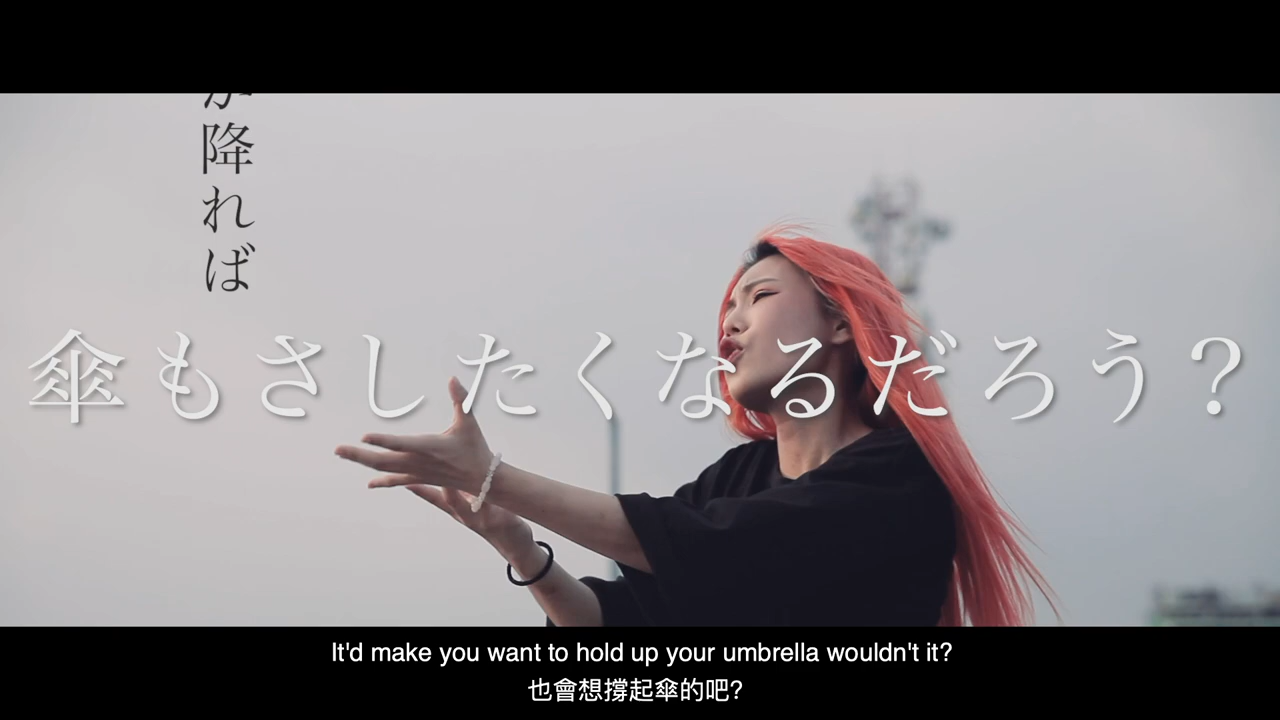 降れば
傘もさしたくなるだろう？
It'd make you want to hold up your umbrella wouldn't it?
也會想撐起傘的吧?